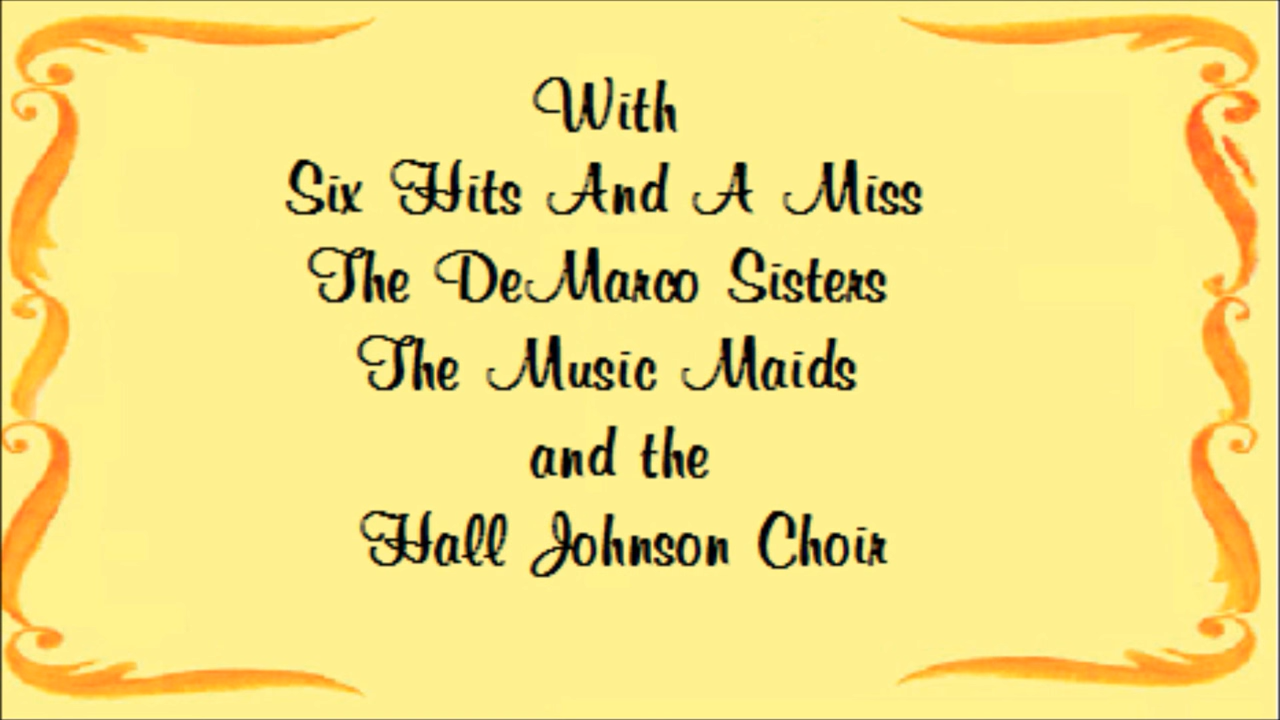 With
Six Hits And A Miss
The DeMarco Sisters
The Music Maids
and the
Hall Johnson Choir